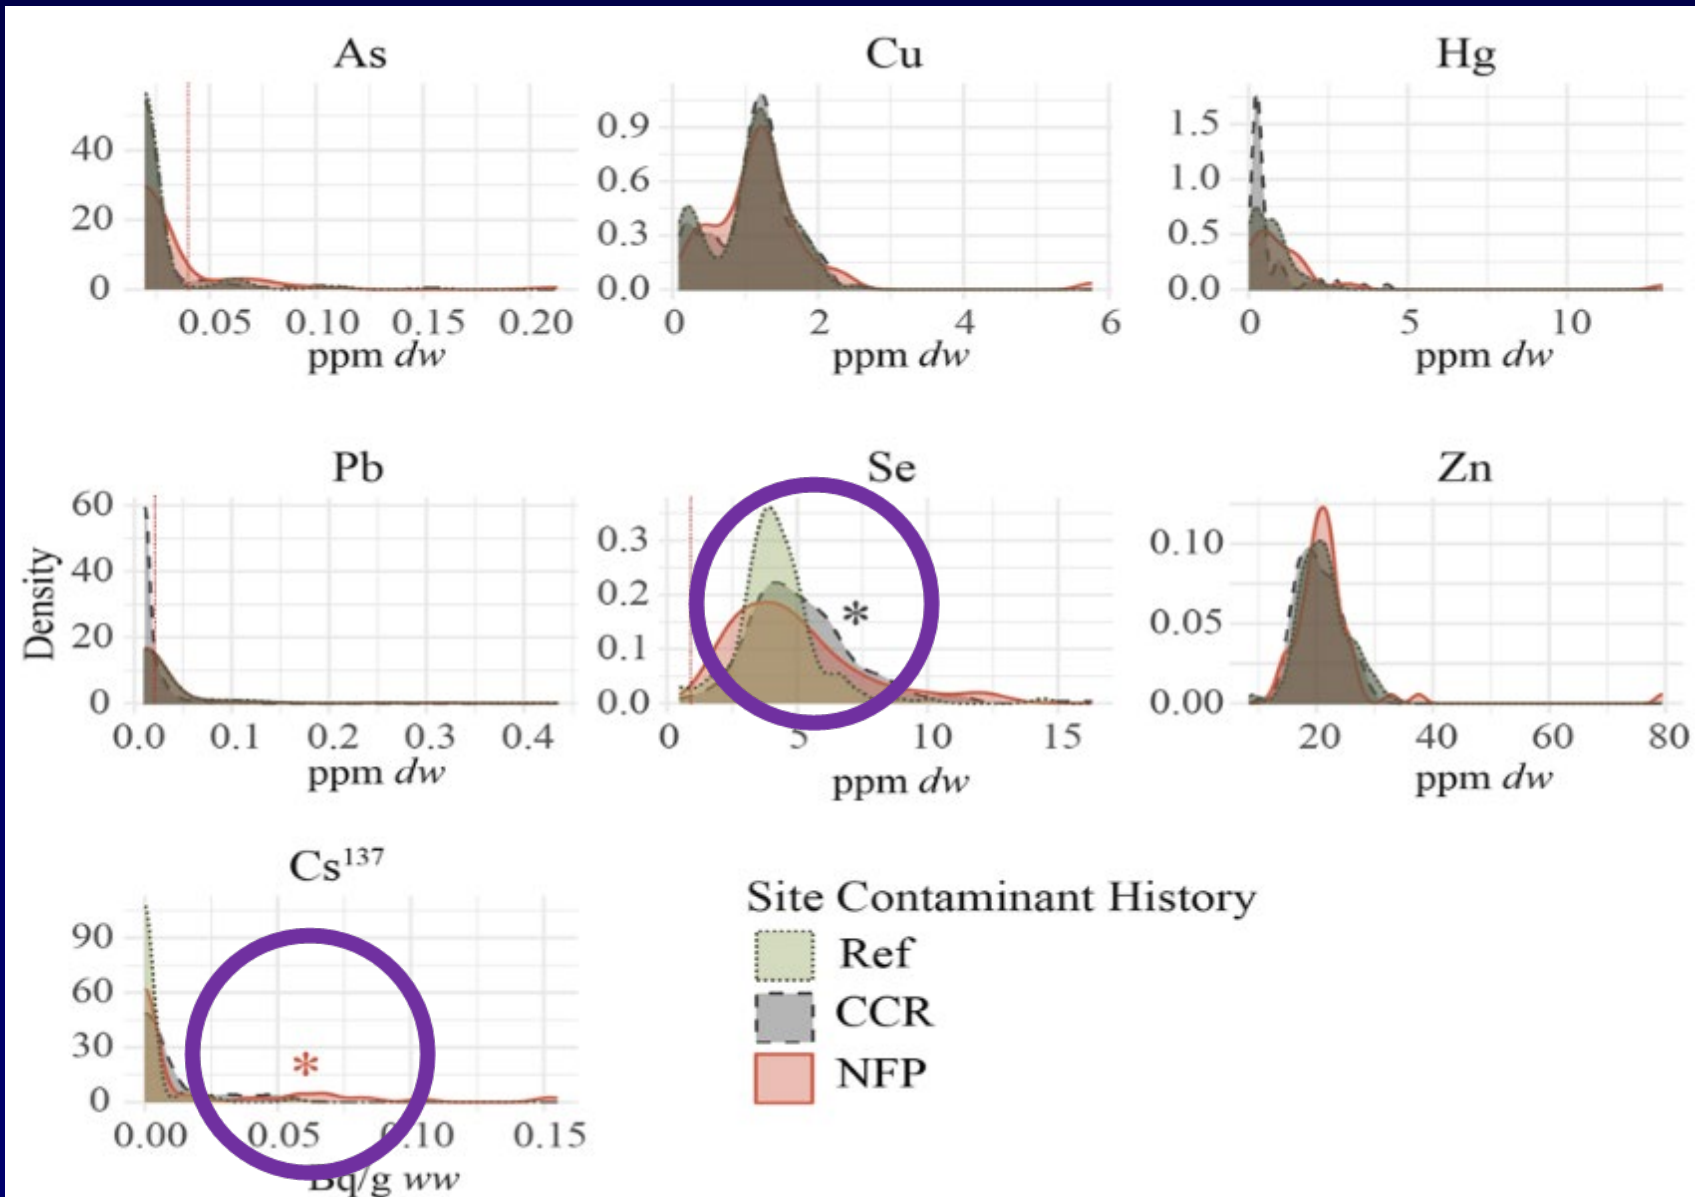 As
Cu
Hg
40
20
0
0.05 0.10 0.15 0.20
ppm dw
0.9
0.6
0.3
0.0
0 2 4 6
ppm dw
1.5
1.0
0.5
0.0
0 5 10
ppm dw
Density
Pb
Se
Zn
60
40
20
0
0.0 0.1 0.2 0.3 0.4
ppm dw
0.3
0.2
0.1
0.0
*
0 5 10 15
ppm dw
0.10
0.05
0.00
20 40 60 80
ppm dw
Cs¹³⁷
90
60
30
0
*
0.00 0.05 0.10 0.15
Bq/g ww
Site Contaminant History
Ref
CCR
NFP